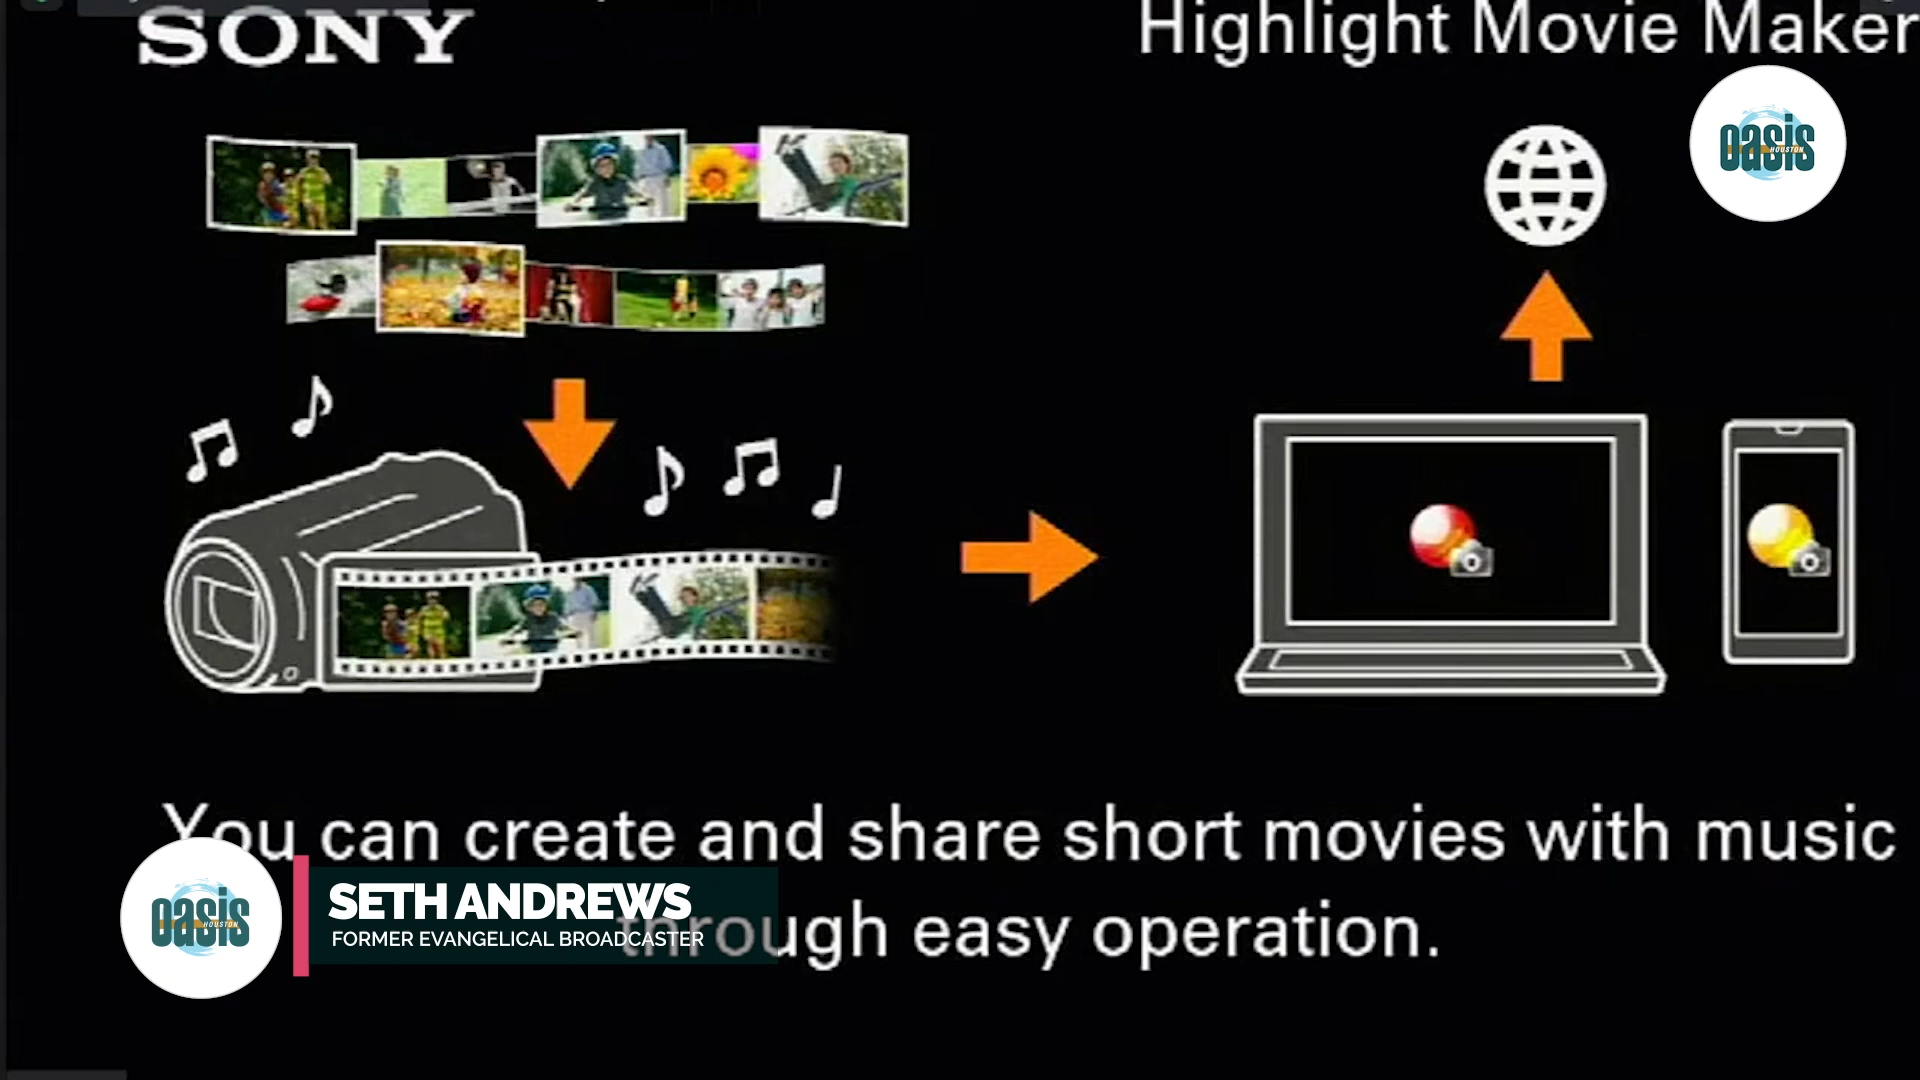 SONY
Highlight Movie Maker
oasis
HOUSTON
You can create and share short movies with music
through easy operation.
oasis
HOUSTON
SETH ANDREWS
FORMER EVANGELICAL BROADCASTER